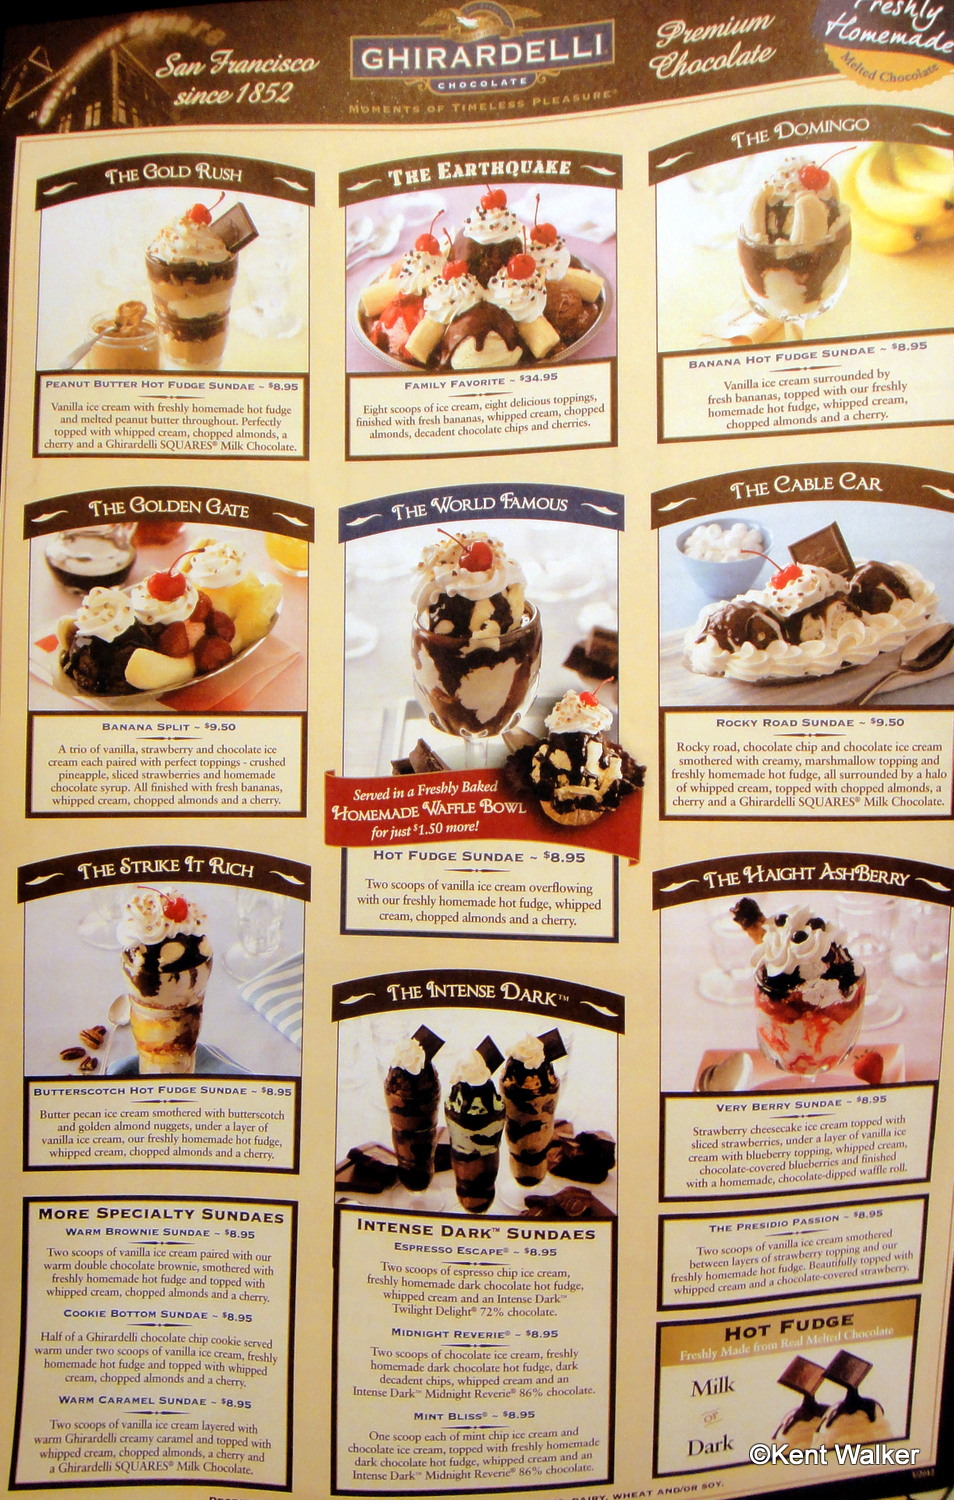 San Francisco
since 1852
GHIRARDELLI
CHOCOLATE
MOMENTS OF TIMELESS PLEASURE®
Premium
Chocolate
Freshly
Homemade
Melted Chocolate
THE GOLD RUSH
PEANUT BUTTER HOT FUDGE SUNDAE ~ $8.95
Vanilla ice cream with freshly homemade hot fudge
and melted peanut butter throughout. Perfectly
topped with whipped cream, chopped almonds, a
cherry and a Ghirardelli SQUARES® Milk Chocolate.
THE EARTHQUAKE
FAMILY FAVORITE ~ $34.95
Eight scoops of ice cream, eight delicious toppings,
finished with fresh bananas, whipped cream, chopped
almonds, decadent chocolate chips and cherries.
THE DOMINGO
BANANA HOT FUDGE SUNDAE ~ $8.95
Vanilla ice cream surrounded by
fresh bananas, topped with our freshly
homemade hot fudge, whipped cream,
chopped almonds and a cherry.
THE GOLDEN GATE
BANANA SPLIT ~ $9.50
A trio of vanilla, strawberry and chocolate ice
cream each paired with perfect toppings - crushed
pineapple, sliced strawberries and homemade
chocolate syrup. All finished with fresh bananas,
whipped cream, chopped almonds and a cherry.
THE WORLD FAMOUS
Served in a Freshly Baked
HOMEMADE WAFFLE BOWL
for just $1.50 more!
HOT FUDGE SUNDAE ~ $8.95
Two scoops of vanilla ice cream overflowing
with our freshly homemade hot fudge, whipped
cream, chopped almonds and a cherry.
THE CABLE CAR
ROCKY ROAD SUNDAE ~ $9.50
Rocky road, chocolate chip and chocolate ice cream
smothered with creamy, marshmallow topping and
freshly homemade hot fudge, all surrounded by a halo
of whipped cream, topped with chopped almonds, a
cherry and a Ghirardelli SQUARES® Milk Chocolate.
THE STRIKE IT RICH
BUTTERSCOTCH HOT FUDGE SUNDAE ~ $8.95
Butter pecan ice cream smothered with butterscotch
and golden almond nuggets, under a layer of
vanilla ice cream, our freshly homemade hot fudge,
whipped cream, chopped almonds and a cherry.
THE INTENSE DARK™
INTENSE DARK™ SUNDAES
ESPRESSO ESCAPE® ~ $8.95
Two scoops of espresso chip ice cream,
freshly homemade dark chocolate hot fudge,
whipped cream and an Intense Dark™
Twilight Delight® 72% chocolate.
MIDNIGHT REVERIE® ~ $8.95
Two scoops of chocolate ice cream, freshly
homemade dark chocolate hot fudge, dark
decadent chips, whipped cream and an
Intense Dark™ Midnight Reverie® 86% chocolate.
MINT BLISS® ~ $8.95
One scoop each of mint chip ice cream and
chocolate ice cream, topped with freshly homemade
dark chocolate hot fudge, whipped cream and an
Intense Dark™ Midnight Reverie® 86% chocolate.
THE HAIGHT ASHBERRY
VERY BERRY SUNDAE ~ $8.95
Strawberry cheesecake ice cream topped with
sliced strawberries, under a layer of vanilla ice
cream with blueberry topping, whipped cream,
chocolate-covered blueberries and finished
with a homemade, chocolate-dipped waffle roll.
MORE SPECIALTY SUNDAES
WARM BROWNIE SUNDAE ~ $8.95
Two scoops of vanilla ice cream paired with our
warm double chocolate brownie, smothered with
freshly homemade hot fudge and topped with
whipped cream, chopped almonds and a cherry.
COOKIE BOTTOM SUNDAE ~ $8.95
Half of a Ghirardelli chocolate chip cookie served
warm under two scoops of vanilla ice cream, freshly
homemade hot fudge and topped with whipped
cream, chopped almonds and a cherry.
WARM CARAMEL SUNDAE ~ $8.95
Two scoops of vanilla ice cream layered with
warm Ghirardelli creamy caramel and topped with
whipped cream, chopped almonds, a cherry and
a Ghirardelli SQUARES® Milk Chocolate.
THE PRESIDIO PASSION ~ $8.95
Two scoops of vanilla ice cream smothered
between layers of strawberry topping and our
freshly homemade hot fudge. Beautifully topped with
whipped cream and a chocolate-covered strawberry.
HOT FUDGE
Freshly Made from Real Melted Chocolate
Milk
or
Dark
DAIRY, WHEAT AND/OR SOY.
©Kent Walker